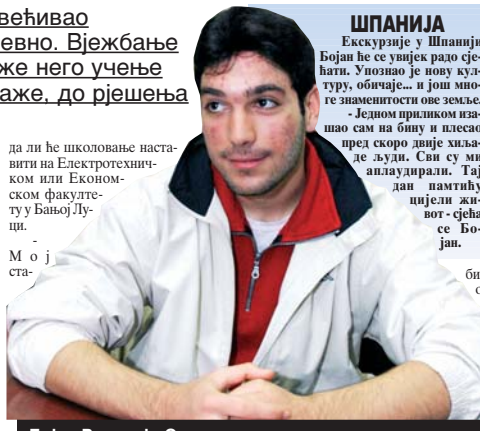 већивао
евно. Вјежбање
же него учење
аже, до рјешења
да ли ће школовање наста-
вити на Електротехнич-
ком или Економ-
ском факулте-
ту у Бањој Лу-
ци.
-
М о ј
ста-
ШПАНИЈА
Екскурзије у Шпанији
Бојан ће се увијек радо сје-
ћати. Упознао је нову кул-
туру, обичаје... и још мно-
ге знаменитости ове земље.
- Једном приликом иза-
шао сам на бину и плесао
пред скоро двије хиља-
де људи. Сви су ми
аплаудирали. Тај
дан памтићу
цијели жи-
вот - сјећа
се Бо-
јан.
би
о